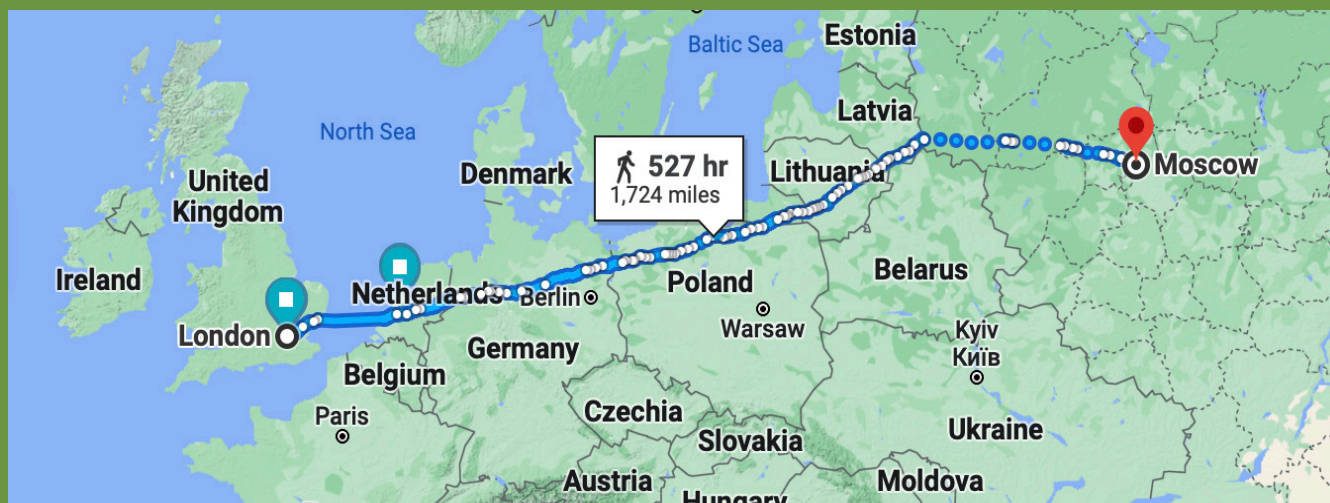 Baltic Sea
Estonia
Latvia
North Sea
Moscow
Lithuania
Denmark
527 hr
1,724 miles
United
Kingdom
Ireland
Belarus
Poland
Netherlands
Berlin
London
Warsaw
Kyiv
Київ
Germany
Belgium
Paris
Czechia
Slovakia
Ukraine
Austria
Moldova
Hungary